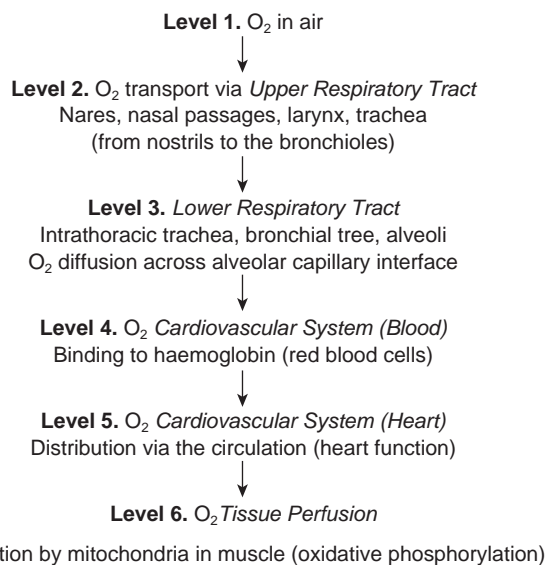 Level 1. O₂ in air
Level 2. O₂ transport via Upper Respiratory Tract
Nares, nasal passages, larynx, trachea
(from nostrils to the bronchioles)
Level 3. Lower Respiratory Tract
Intrathoracic trachea, bronchial tree, alveoli
O₂ diffusion across alveolar capillary interface
Level 4. O₂ Cardiovascular System (Blood)
Binding to haemoglobin (red blood cells)
Level 5. O₂ Cardiovascular System (Heart)
Distribution via the circulation (heart function)
Level 6. O₂Tissue Perfusion
tion by mitochondria in muscle (oxidative phosphorylation)